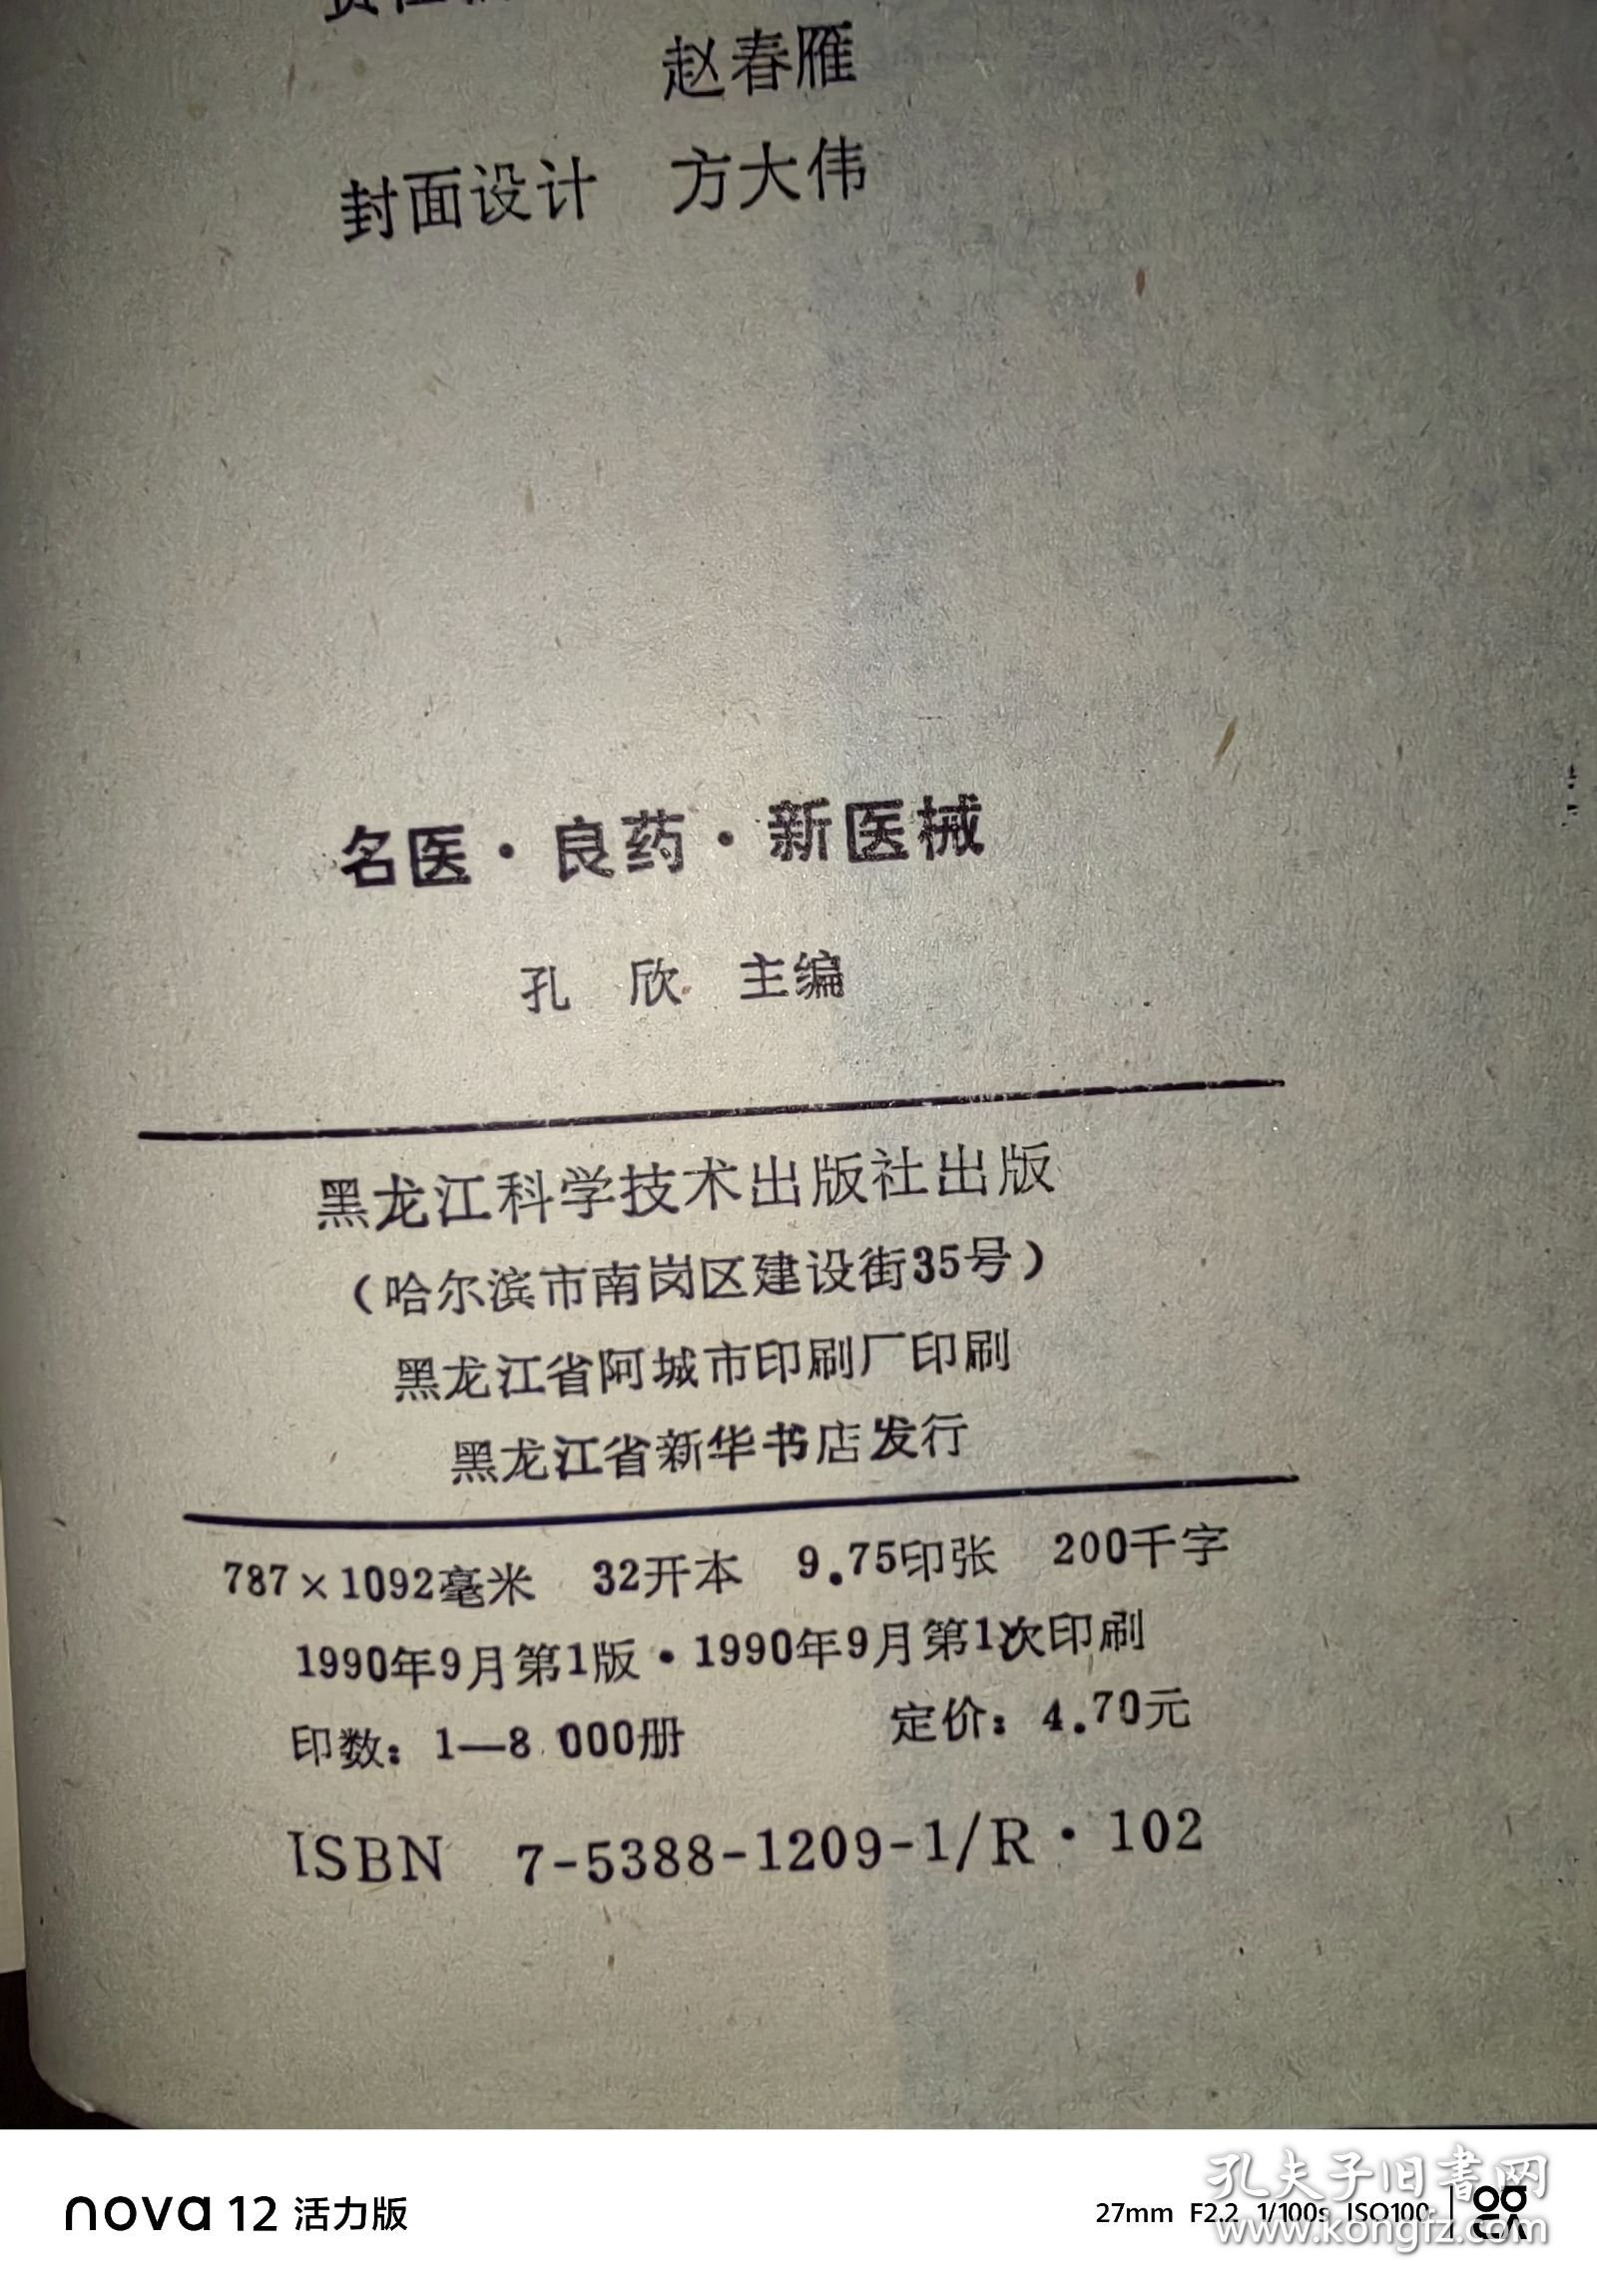 赵春雁
封面设计 方大伟
名医·良药·新医械
孔 欣 主编
黑龙江科学技术出版社出版
（哈尔滨市南岗区建设街35号）
黑龙江省阿城市印刷厂印刷
黑龙江省新华书店发行
787×1092毫米 32开本 9.75印张 200千字
1990年9月第1版·1990年9月第1次印刷
印数：1—8 000册 定价：4.70元
ISBN 7-5388-1209-1/R·102
nova 12 活力版
27mm F2.2 1/100s ISO100
孔夫子旧书网
www.kongfz.com